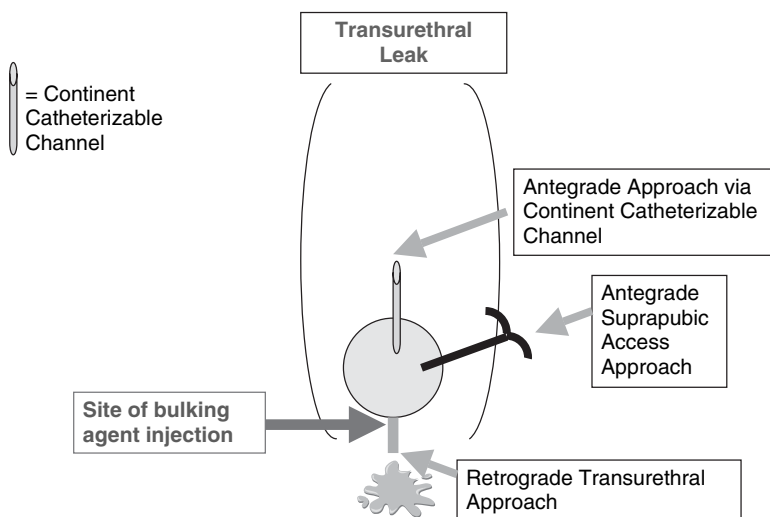 Transurethral
Leak
= Continent
Catheterizable
Channel
Antegrade Approach via
Continent Catheterizable
Channel
Antegrade
Suprapubic
Access
Approach
Site of bulking
agent injection
Retrograde Transurethral
Approach